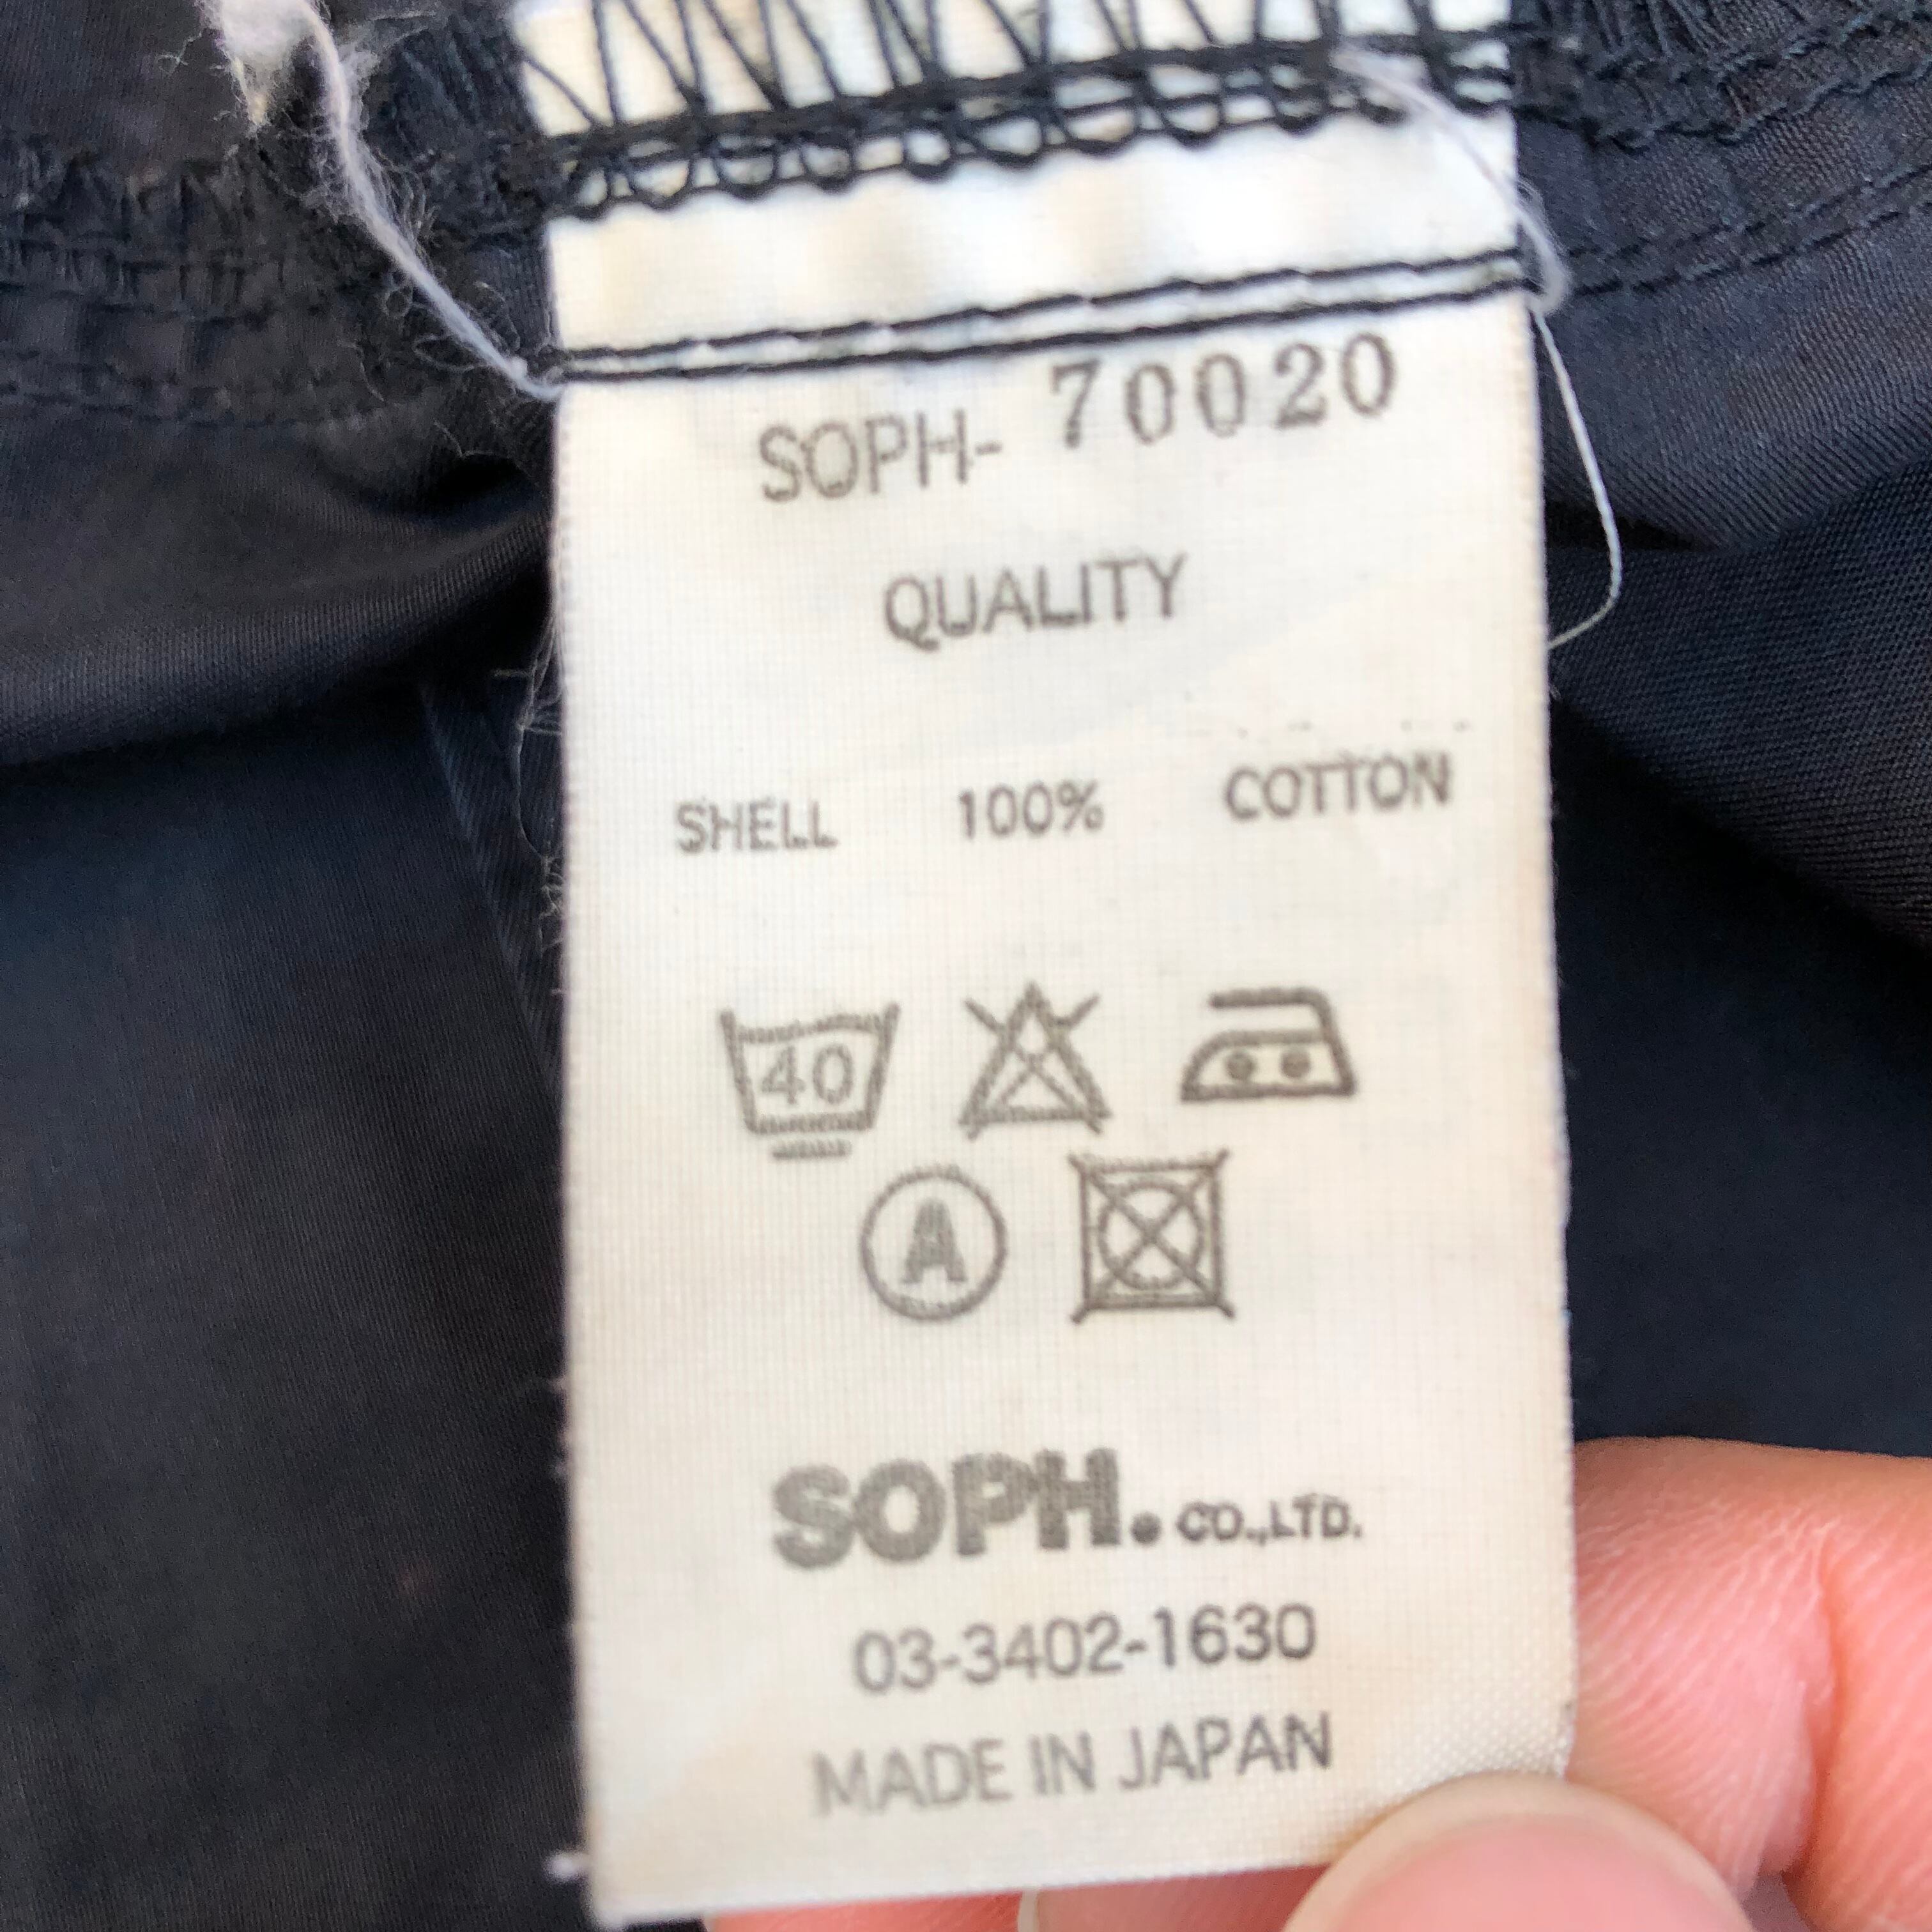 SOPH- 70020
QUALITY
SHELL 100% COTTON
40
A
SOPH. CO.,LTD.
03-3402-1630
MADE IN JAPAN